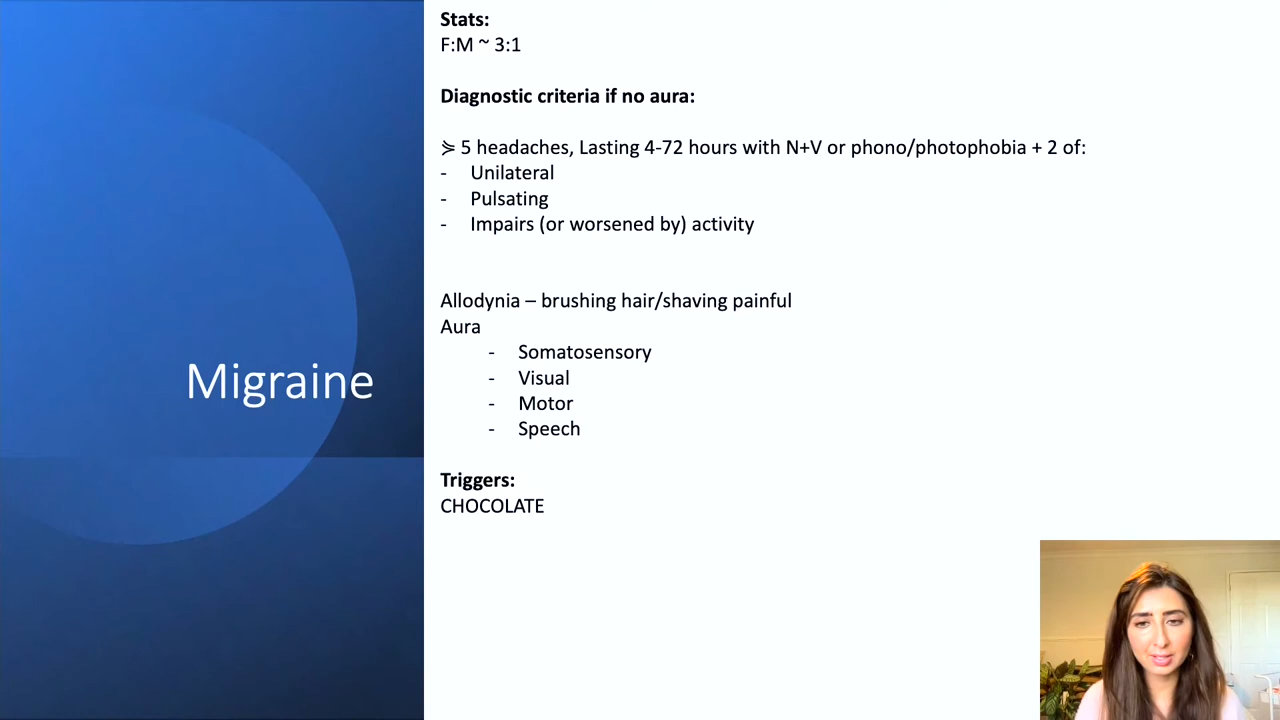 Migraine
Stats:
F:M ~ 3:1
Diagnostic criteria if no aura:
⪖ 5 headaches, Lasting 4-72 hours with N+V or phono/photophobia + 2 of:
- Unilateral
- Pulsating
- Impairs (or worsened by) activity
Allodynia – brushing hair/shaving painful
Aura
- Somatosensory
- Visual
- Motor
- Speech
Triggers:
CHOCOLATE